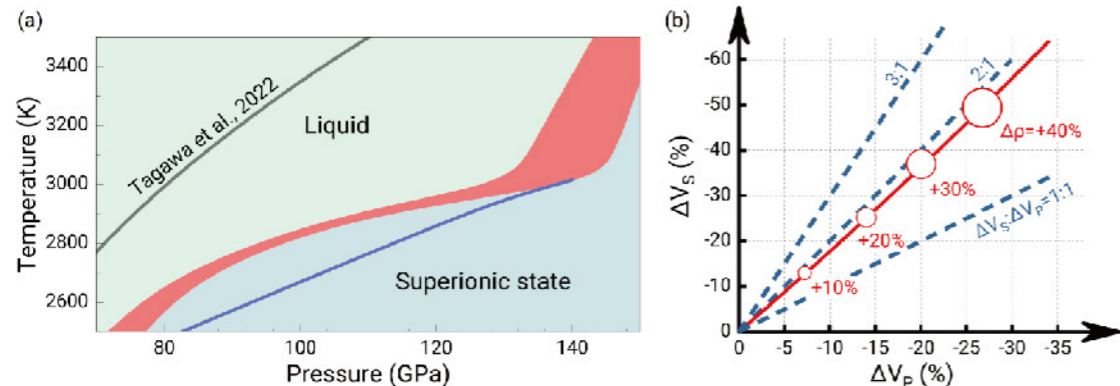 (a)
3400
3200
3000
2800
2600
Temperature (K)
Tagawa et al., 2022
Liquid
Superionic state
80
100
120
140
Pressure (GPa)
(b)
-60
-50
-40
-30
-20
-10
0
ΔVS (%)
3:1
2:1
ΔVS:ΔVP=1:1
Δρ=+40%
+30%
+20%
+10%
0
-5
-10
-15
-20
-25
-30
-35
ΔVP (%)